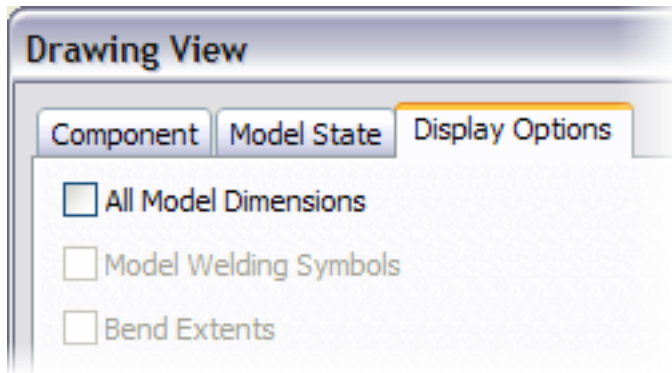 Drawing View
Component Model State Display Options
All Model Dimensions
Model Welding Symbols
Bend Extents